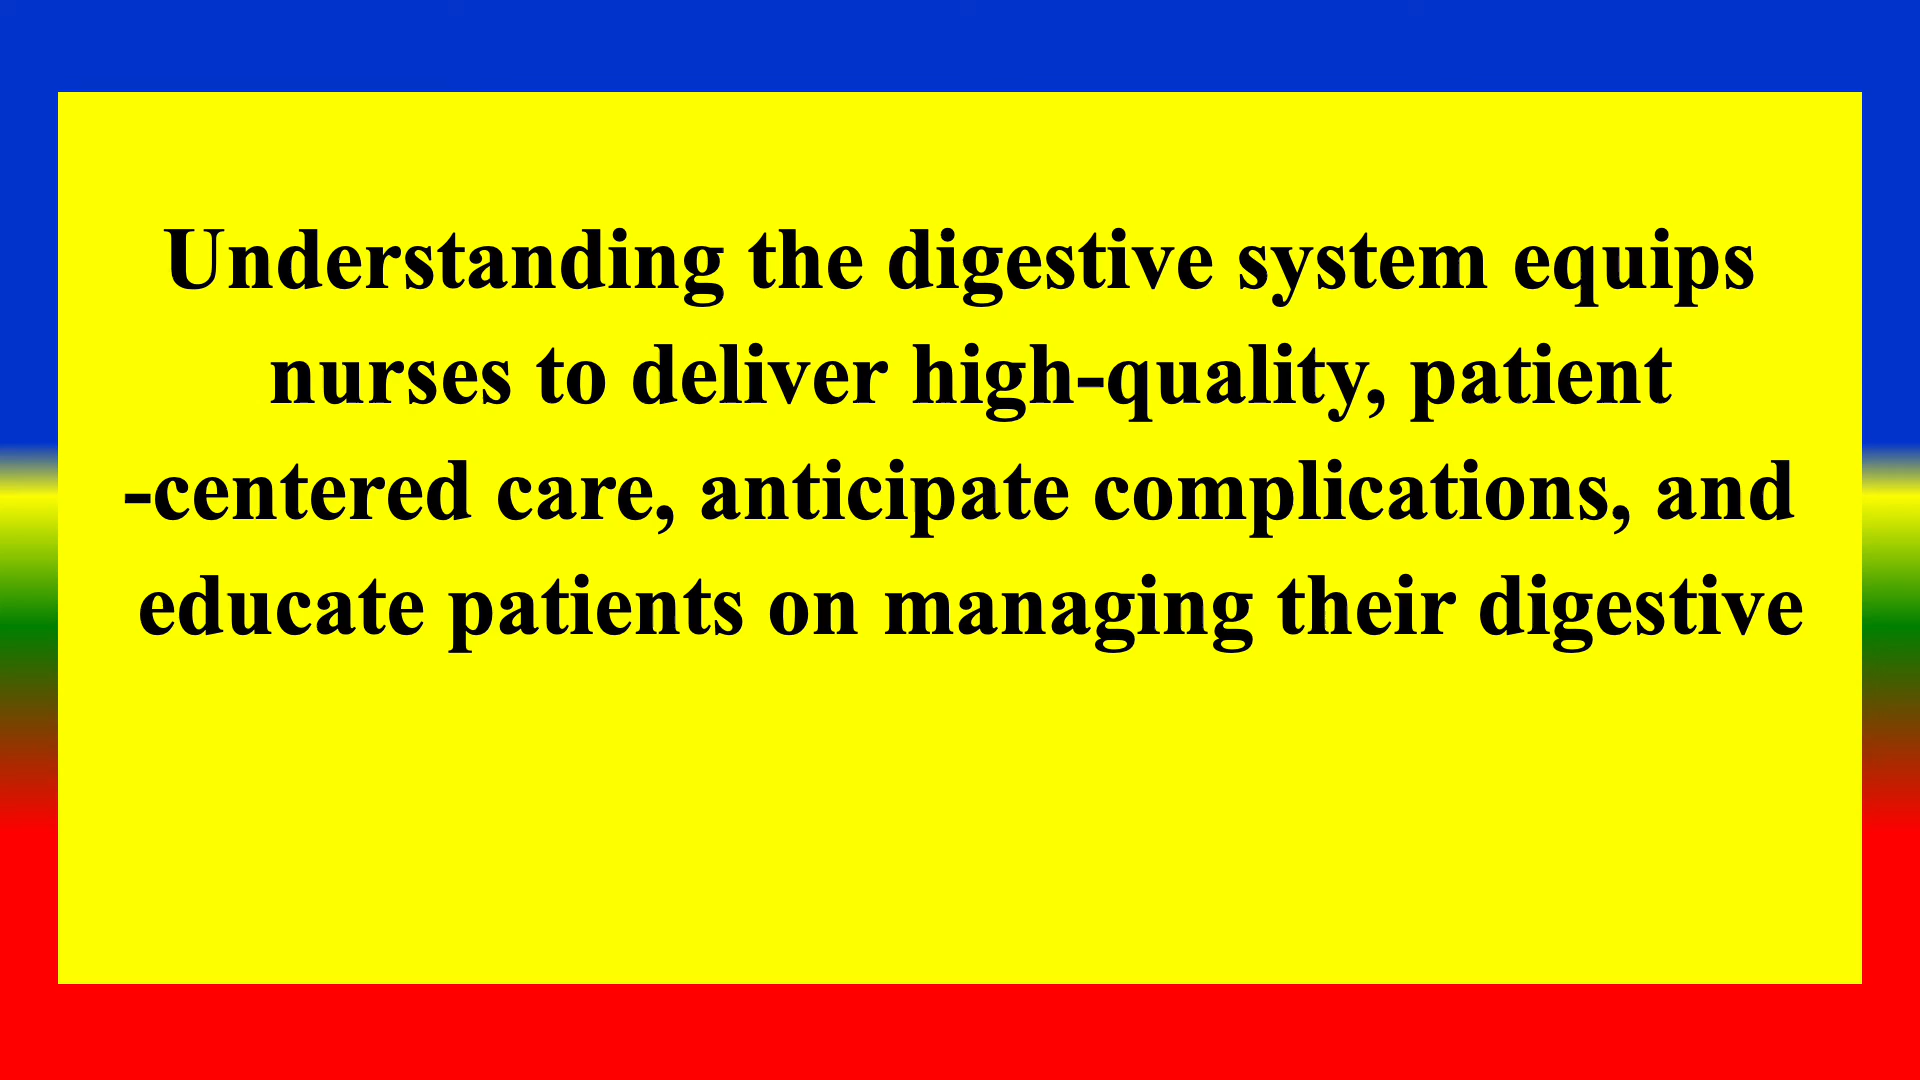 Understanding the digestive system equips
nurses to deliver high-quality, patient
-centered care, anticipate complications, and
educate patients on managing their digestive